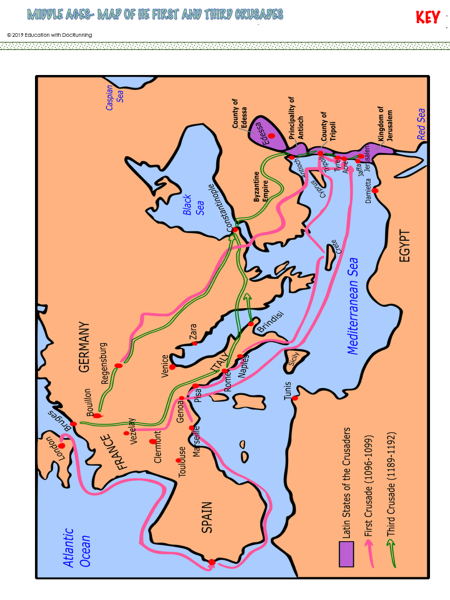 MIDDLE AGES- MAP OF HE FIRST AND THIRD CRUSADES
KEY
© 2019 Education with DocRunning
Caspian
Sea
County of
Edessa
Edessa
Principality of
Antioch
County of
Tripoli
Kingdom of
Jerusalem
Red Sea
Jaffa
Jerusalem
Damietta
Cyprus
Black
Sea
Constantinople
Byzantine
Empire
EGYPT
Crete
Mediterranean Sea
GERMANY
Regensburg
Zara
Venice
Brindisi
ITALY
Naples
Rome
Sicily
Pisa
Genoa
Tunis
Bouillon
Bruges
London
Vezelay
FRANCE
Clermont
Toulouse
Marseille
SPAIN
Atlantic
Ocean
Latin States of the Crusaders
First Crusade (1096-1099)
Third Crusade (1189-1192)